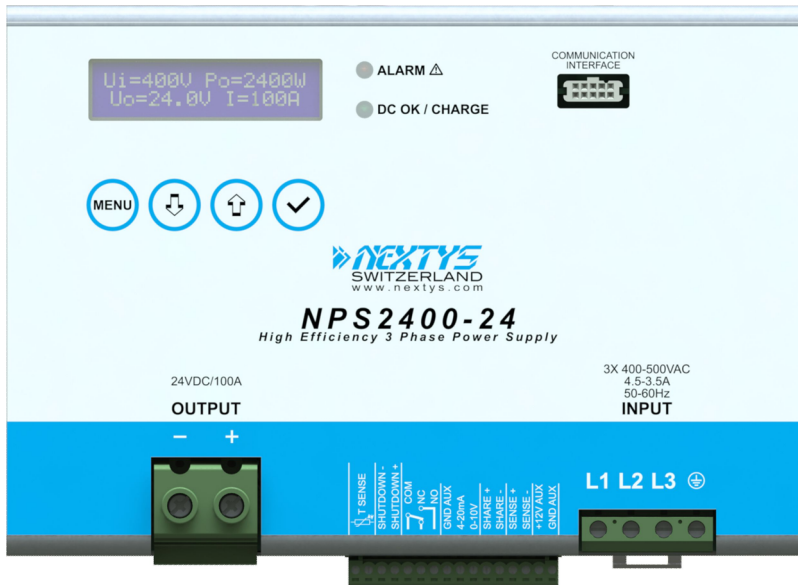 Ui=400V Po=2400W
Uo=24.0V I=100A
ALARM ⚠
DC OK / CHARGE
COMMUNICATION
INTERFACE
MENU
NEXTYS
SWITZERLAND
www.nextys.com
NPS2400-24
High Efficiency 3 Phase Power Supply
24VDC/100A
OUTPUT
− +
3X 400-500VAC
4.5-3.5A
50-60Hz
INPUT
T SENSE
SHUTDOWN -
SHUTDOWN +
COM
NC
NO
GND AUX
4-20mA
0-10V
SHARE +
SHARE -
SENSE +
SENSE -
+12V AUX
GND AUX
L1 L2 L3